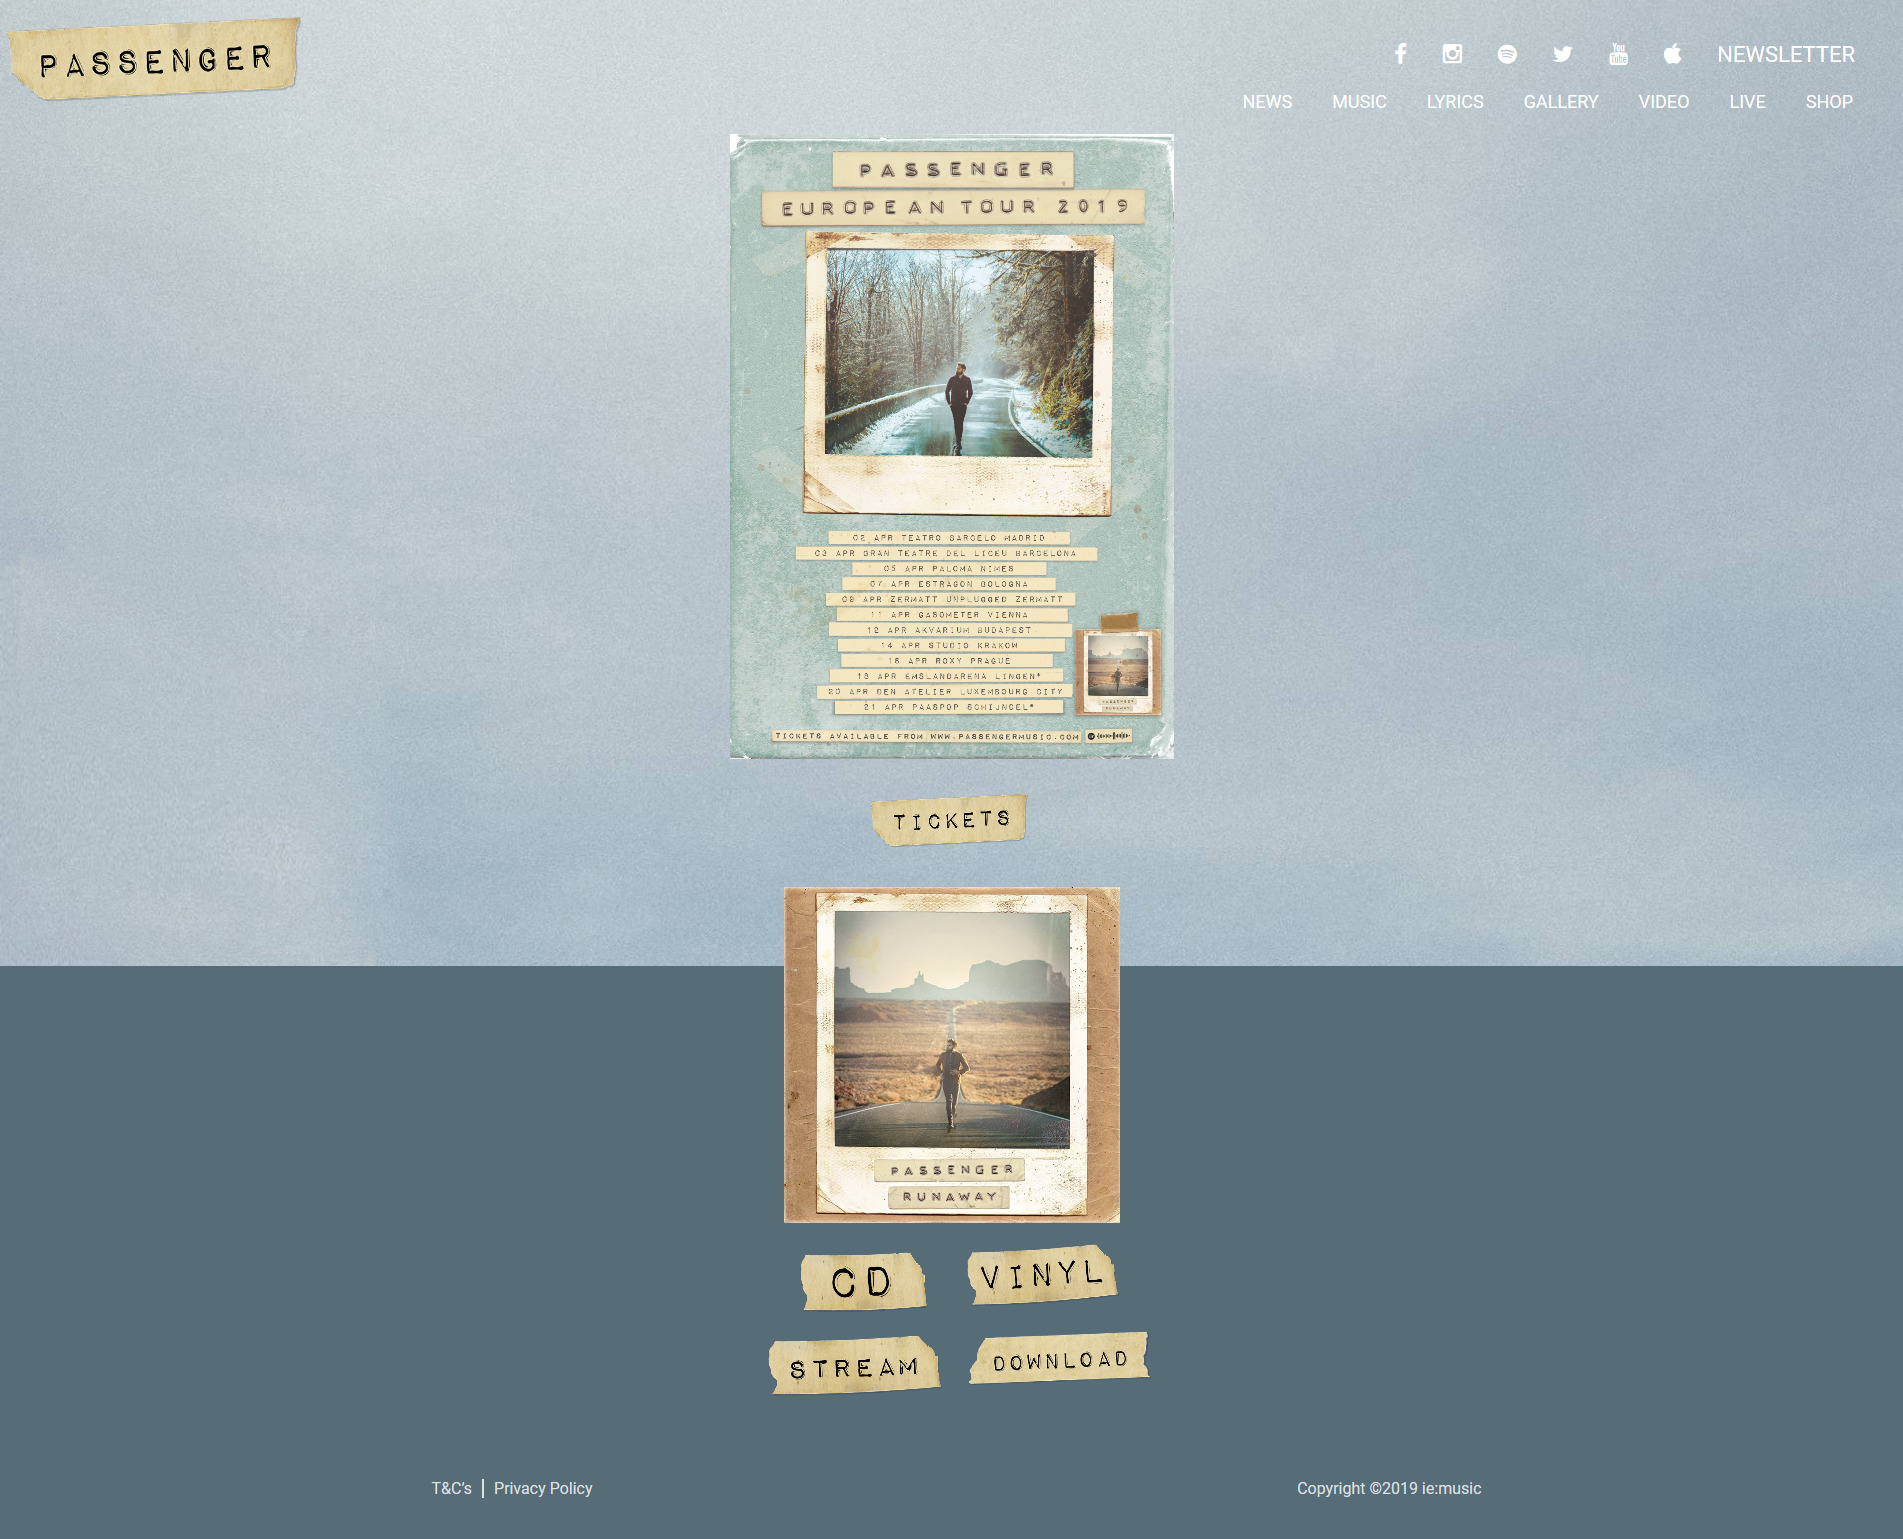 PASSENGER
NEWSLETTER
NEWS MUSIC LYRICS GALLERY VIDEO LIVE SHOP
PASSENGER
EUROPEAN TOUR 2019
02 APR TEATRO BARCELO MADRID
03 APR GRAN TEATRE DEL LICEU BARCELONA
05 APR PALOMA NIMES
07 APR ESTRAGON BOLOGNA
09 APR ZERMATT UNPLUGGED ZERMATT
11 APR GASOMETER VIENNA
12 APR AKVARIUM BUDAPEST
14 APR STUDIO KRAKOW
16 APR ROXY PRAGUE
18 APR EMSLANDARENA LINGEN*
20 APR DEN ATELIER LUXEMBOURG CITY
21 APR PAASPOP SCHIJNDEL*
PASSENGER
RUNAWAY
TICKETS AVAILABLE FROM WWW.PASSENGERMUSIC.COM
TICKETS
PASSENGER
RUNAWAY
CD VINYL
STREAM DOWNLOAD
T&C's | Privacy Policy
Copyright ©2019 ie:music